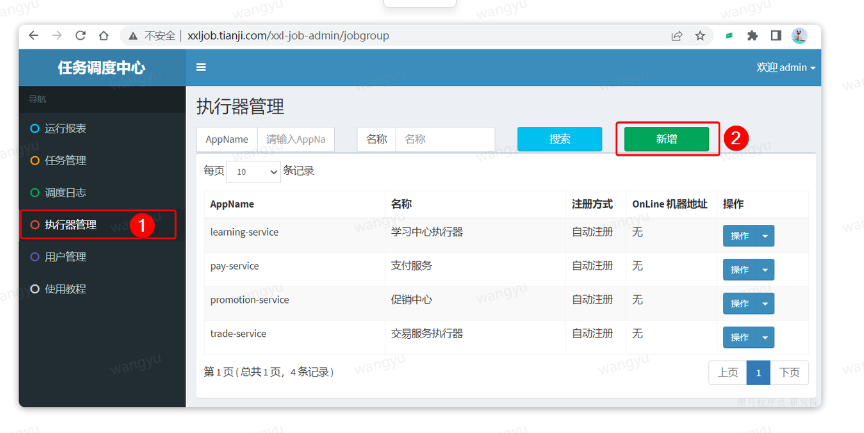 不安全 | xxljob.tianji.com/xxl-job-admin/jobgroup
任务调度中心
欢迎 admin
导航
运行报表
任务管理
调度日志
执行器管理 1
用户管理
使用教程
执行器管理
AppName 请输入AppNa 名称 名称 搜索 新增 2
每页 10 条记录
AppName 名称 注册方式 OnLine 机器地址 操作
learning-service 学习中心执行器 自动注册 无 操作
pay-service 支付服务 自动注册 无 操作
promotion-service 促销中心 自动注册 无 操作
trade-service 交易服务执行器 自动注册 无 操作
第 1 页 ( 总共 1 页，4 条记录 ) 上页 1 下页
wangyu